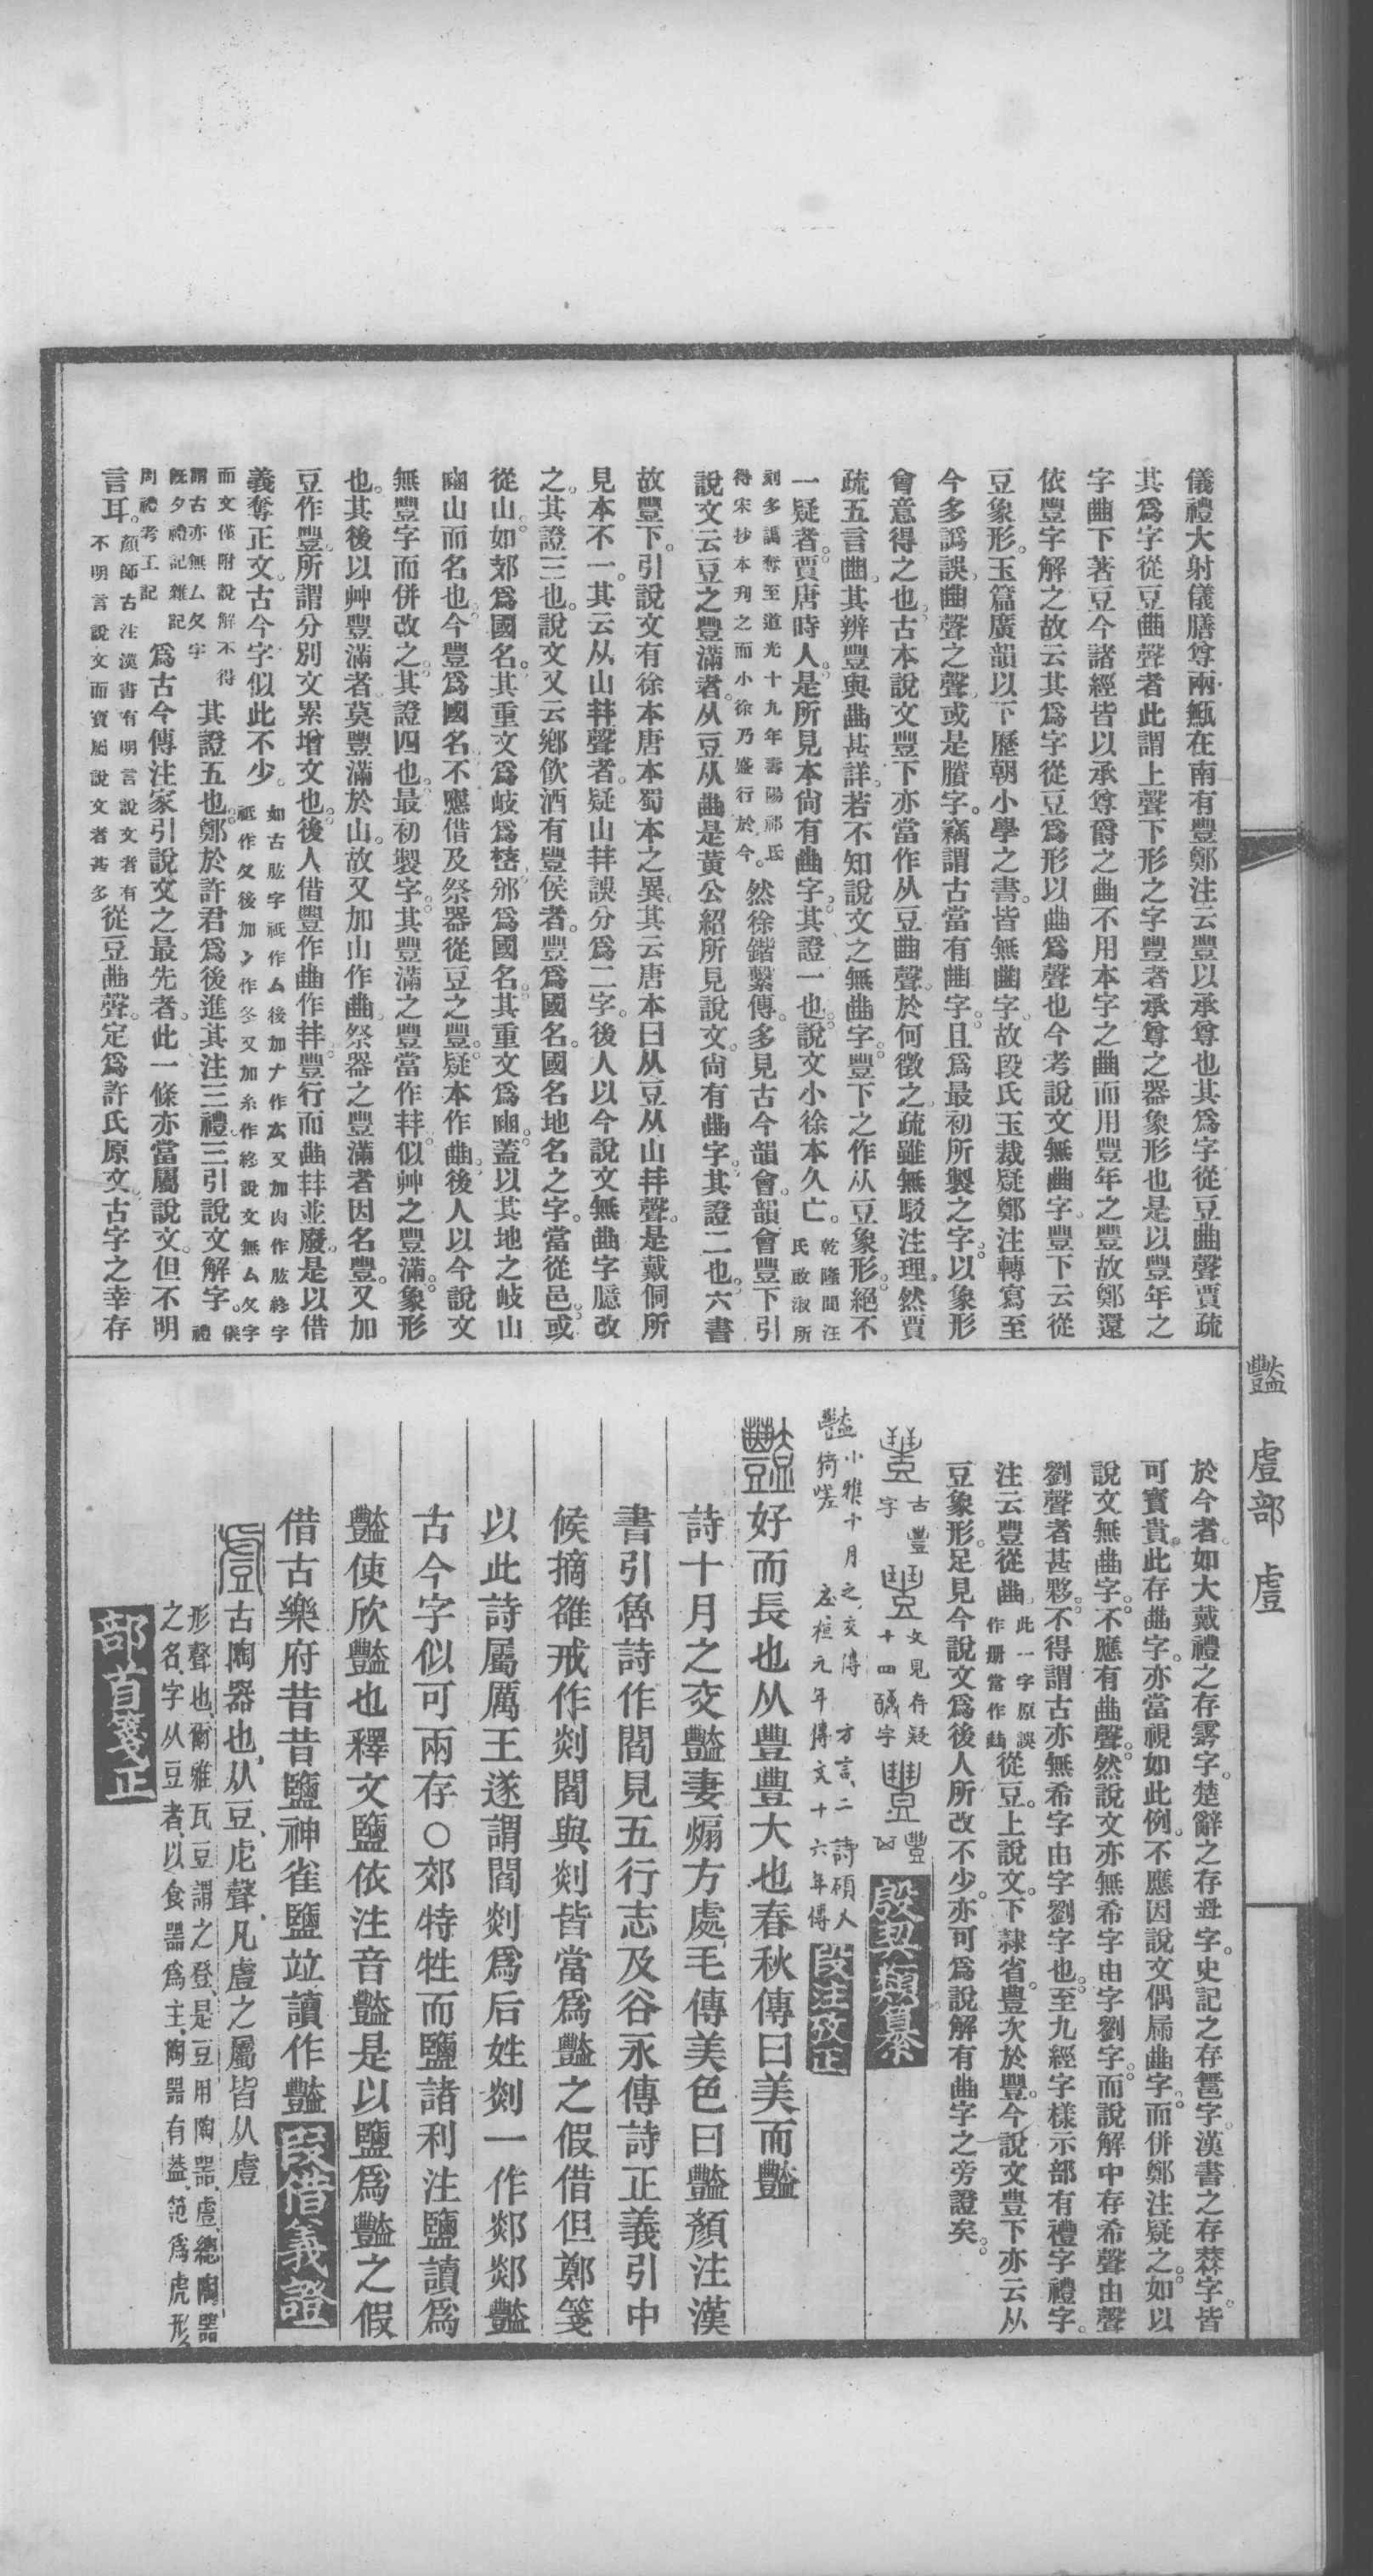 儀禮大射儀膳尊兩甒在南有豐鄭注云豐以承尊也其爲字從豆曲聲賈疏
其爲字從豆曲聲者此謂上聲下形之字豐者承尊之器象形也是以豐年之
字曲下著豆今諸經皆以承尊爵之曲不用本字之曲而用豐年之豐故鄭還
依豐字解之故云其爲字從豆爲形以曲爲聲也今考說文無曲字豐下云從
豆象形玉篇廣韻以下歷朝小學之書皆無曲字故段氏玉裁疑鄭注轉寫至
今多譌誤曲聲之聲或是賸字竊謂古當有曲字且爲最初所製之字以象形
會意得之也古本說文豐下亦當作从豆曲聲於何徵之疏雖無駁注理然賈
疏五言曲其辨豐與曲甚詳若不知說文之無曲字豐下之作从豆象形絕不
一疑者賈唐時人是所見本尙有曲字其證一也說文小徐本久亡乾隆間汪氏啟淑所
刻多譌奪至道光十九年壽陽祁氏得宋抄本刋之而小徐乃盛行於今然徐鍇繫傳多見古今韻會韻會豐下引
說文云豆之豐滿者从豆从曲是黃公紹所見說文尙有曲字其證二也六書
故豐下引說文有徐本唐本蜀本之異其云唐本曰从豆从山丰聲是戴侗所
見本不一其云从山丰聲者疑山丰誤分爲二字後人以今說文無曲字臆改
之其證三也說文又云鄉飲酒有豐侯者豐爲國名國名地名之字當從邑或
從山如郊爲國名其重文爲岐爲嶅邠爲國名其重文爲豳蓋以其地之岐山
豳山而名也今豐爲國名不應借及祭器從豆之豐疑本作曲後人以今說文
無豐字而併改之其證四也最初製字其豐滿之豐當作丰似艸之豐滿象形
也其後以艸豐滿者莫豐滿於山故又加山作曲祭器之豐滿者因名豐又加
豆作豐所謂分別文累增文也後人借豐作曲作丰豐行而曲丰並廢是以借
義奪正文古今字似此不少如古肱字祇作厶後加ナ作厷又加肉作肱終字祇作夂後加冫作冬又加糸作終說文無厶夂字
而文僅附說解不得謂古亦無厶夂字其證五也鄭於許君爲後進其注三禮三引說文解字儀禮
旣夕禮記雜記周禮考工記爲古今傳注家引說文之最先者此一條亦當屬說文但不明
言耳顏師古注漢書有明言說文者有不明言說文而實屬說文者甚多從豆曲聲定爲許氏原文古字之幸存
於今者如大戴禮之存雺字楚辭之存字史記之存字漢書之存字皆
可寶貴此存曲字亦當視如此例不應因說文偶屚曲字而併鄭注疑之如以
說文無曲字不應有曲聲然說文亦無希字由字劉字而說解中存希聲由聲
劉聲者甚夥不得謂古亦無希字由字劉字也至九經字樣示部有禮字禮字
注云豐從曲此一字原誤作冊當作從豆上說文下隸省豊次於豐今說文豊下亦云从
豆象形足見今說文爲後人所改不少亦可爲說解有曲字之旁證矣
古豐字 文見存疑十四醎字 豐 殷契類纂
豔 小雅十月之交傳 方言二 詩碩人猗嗟 左桓元年傳 文十六年傳 段注攷正
豔 好而長也从豐豐大也春秋傳曰美而豔
詩十月之交豔妻煽方處毛傳美色曰豔顏注漢
書引魯詩作閻見五行志及谷永傳詩正義引中
候摘雒戒作剡閻與剡皆當爲豔之假借但鄭箋
以此詩屬厲王遂謂閻剡爲后姓剡一作郯郯豔
古今字似可兩存○郊特牲而鹽諸利注鹽讀爲
豔使欣豔也釋文鹽依注音豔是以鹽爲豔之假
借古樂府昔昔鹽神雀鹽竝讀作豔 叚借義證
䖒 古陶器也从豆虍聲凡䖒之屬皆从䖒
形聲也爾雅瓦豆謂之登是豆用陶器䖒總陶器
之名字从豆者以食器爲主陶器有葢范爲虎形
部首箋正
豔 䖒部 䖒